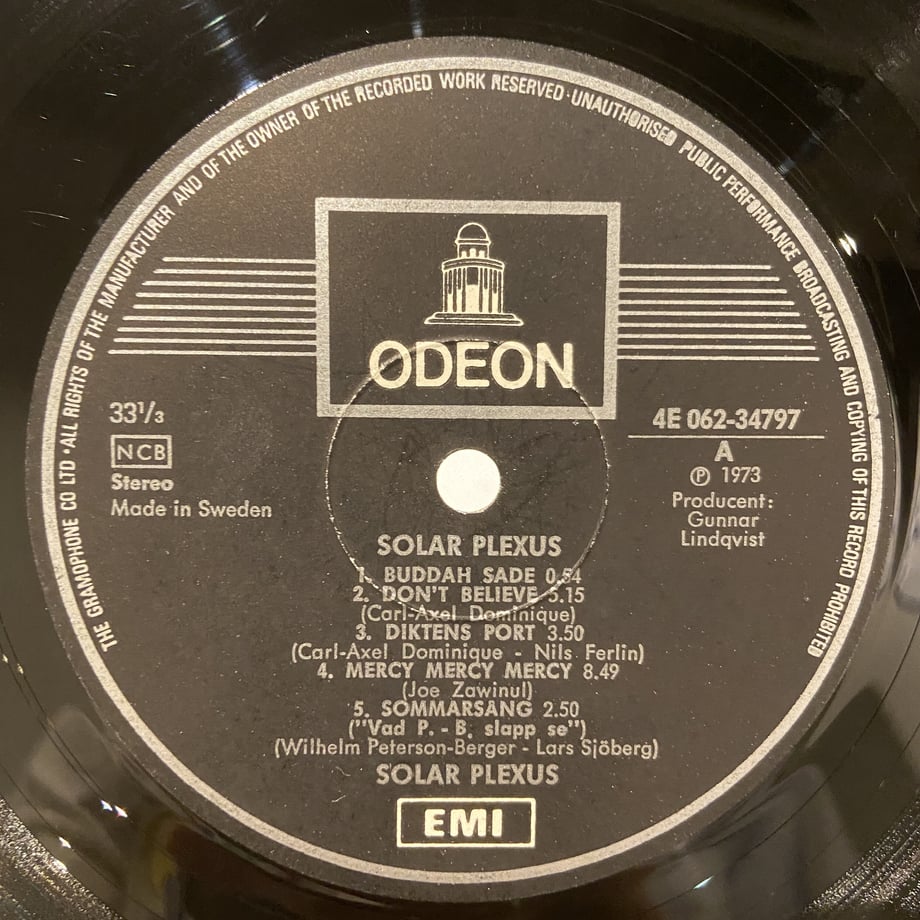 THE GRAMOPHONE CO LTD · ALL RIGHTS OF THE MANUFACTURER AND OF THE OWNER OF THE RECORDED WORK RESERVED · UNAUTHORISED PUBLIC PERFORMANCE BROADCASTING AND COPYING OF THIS RECORD PROHIBITED
ODEON
33 1/3
NCB
Stereo
Made in Sweden
4E 062-34797
A
Ⓟ 1973
Producent:
Gunnar
Lindqvist
SOLAR PLEXUS
1. BUDDAH SADE 0.54
2. DON'T BELIEVE 5.15
(Carl-Axel Dominique)
3. DIKTENS PORT 3.50
(Carl-Axel Dominique - Nils Ferlin)
4. MERCY MERCY MERCY 8.49
(Joe Zawinul)
5. SOMMARSANG 2.50
("Vad P. - B. slapp se")
(Wilhelm Peterson-Berger - Lars Sjöberg)
SOLAR PLEXUS
EMI